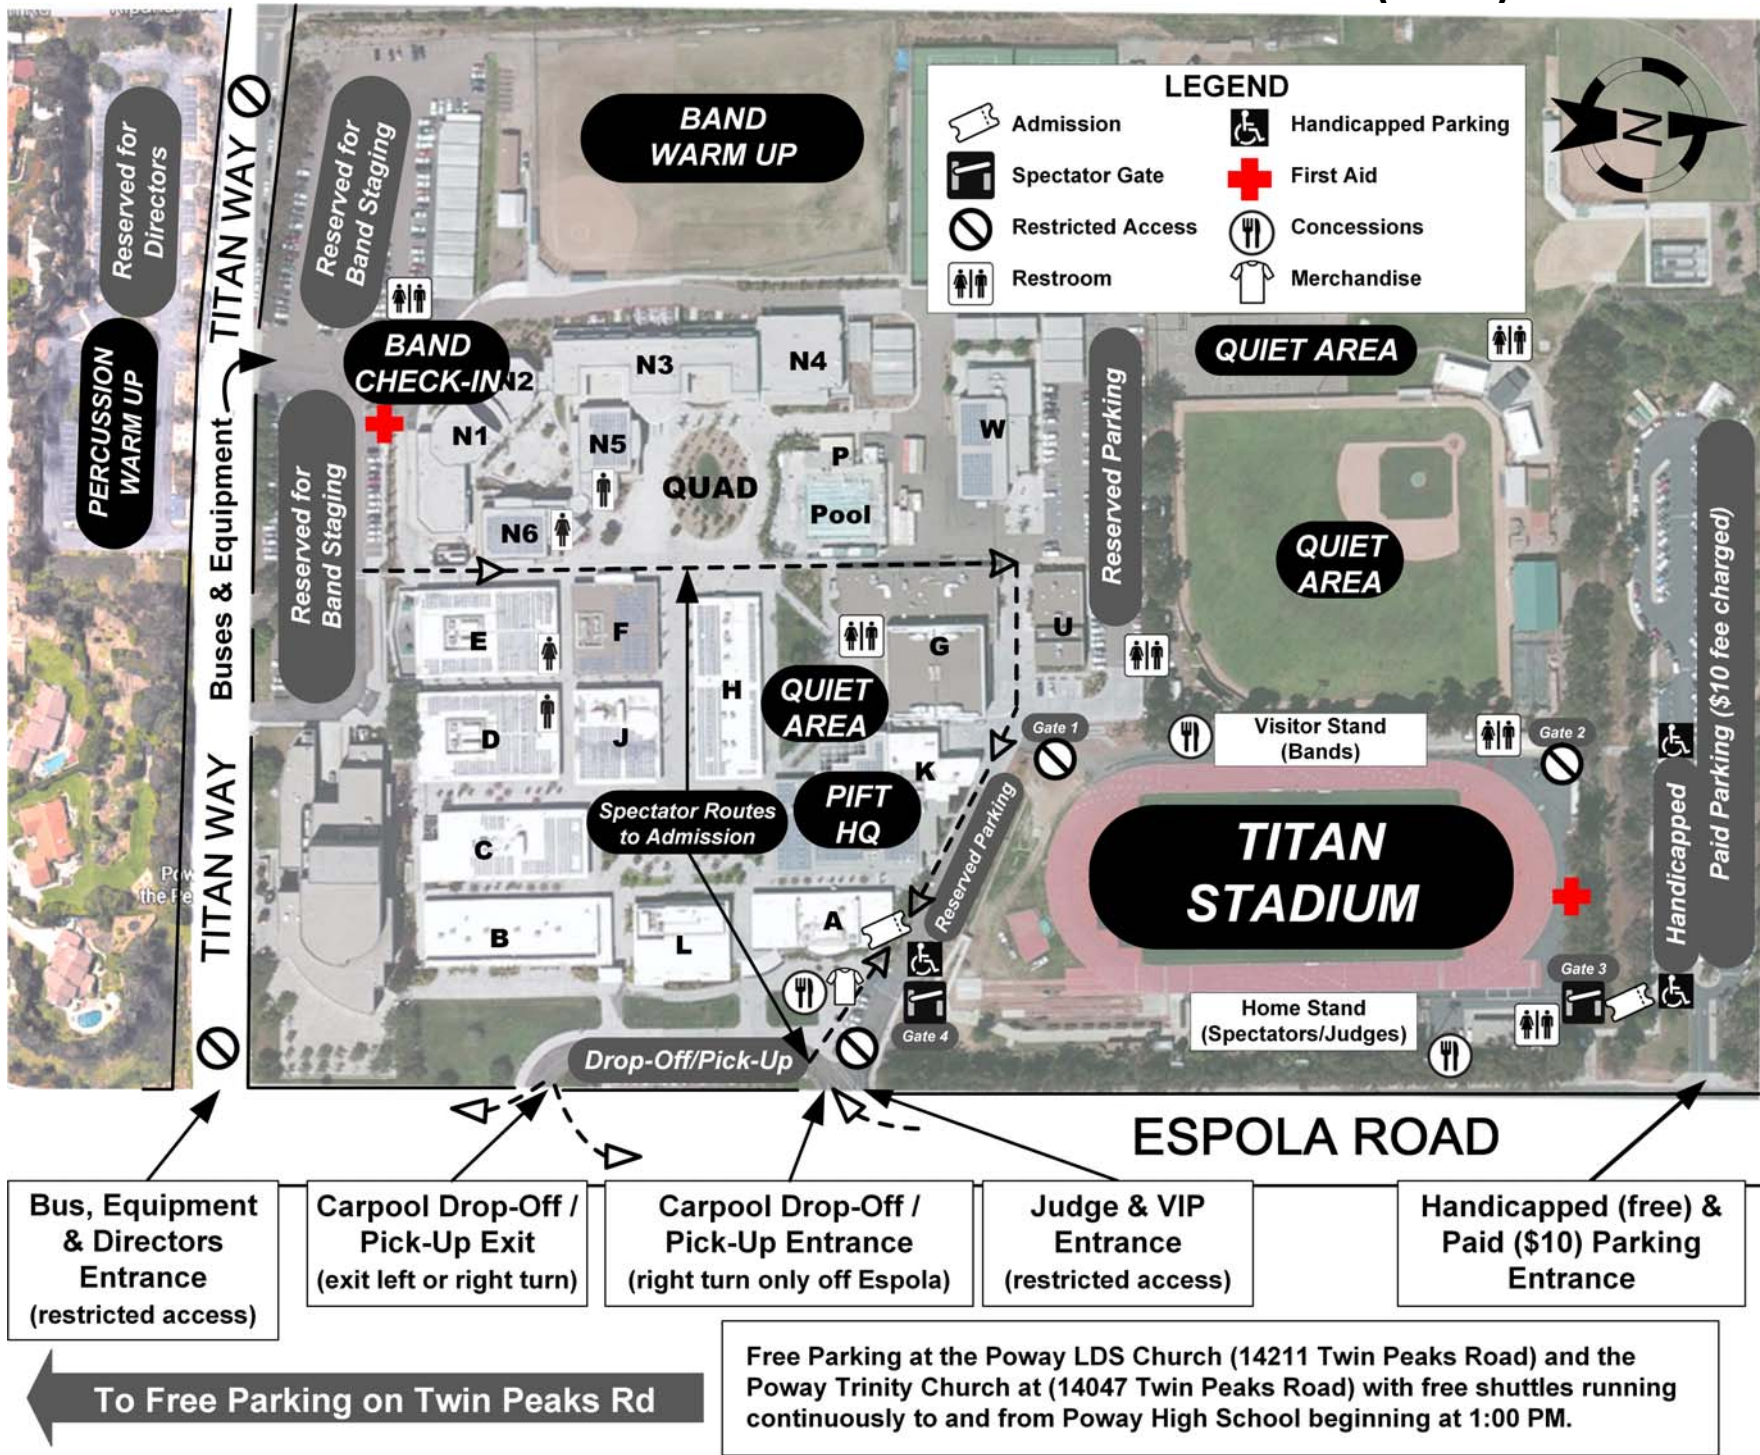 LEGEND
Admission
Handicapped Parking
Spectator Gate
First Aid
Restricted Access
Concessions
Restroom
Merchandise
N
Reserved for
Directors
TITAN WAY
Reserved for
Band Staging
BAND
WARM UP
PERCUSSION
WARM UP
BAND
CHECK-IN
N2
N3
N4
N1
N5
N6
QUAD
P
Pool
W
Reserved Parking
QUIET AREA
QUIET
AREA
Paid Parking ($10 fee charged)
Buses & Equipment
Reserved for
Band Staging
E
F
H
G
U
D
J
QUIET
AREA
K
Gate 1
Visitor Stand
(Bands)
Gate 2
Spectator Routes
to Admission
PIFT
HQ
Reserved Parking
TITAN
STADIUM
Handicapped
TITAN WAY
Pow
the Pe
C
B
L
A
Gate 3
Gate 4
Home Stand
(Spectators/Judges)
Drop-Off/Pick-Up
ESPOLA ROAD
Bus, Equipment
& Directors
Entrance
(restricted access)
Carpool Drop-Off /
Pick-Up Exit
(exit left or right turn)
Carpool Drop-Off /
Pick-Up Entrance
(right turn only off Espola)
Judge & VIP
Entrance
(restricted access)
Handicapped (free) &
Paid ($10) Parking
Entrance
To Free Parking on Twin Peaks Rd
Free Parking at the Poway LDS Church (14211 Twin Peaks Road) and the
Poway Trinity Church at (14047 Twin Peaks Road) with free shuttles running
continuously to and from Poway High School beginning at 1:00 PM.